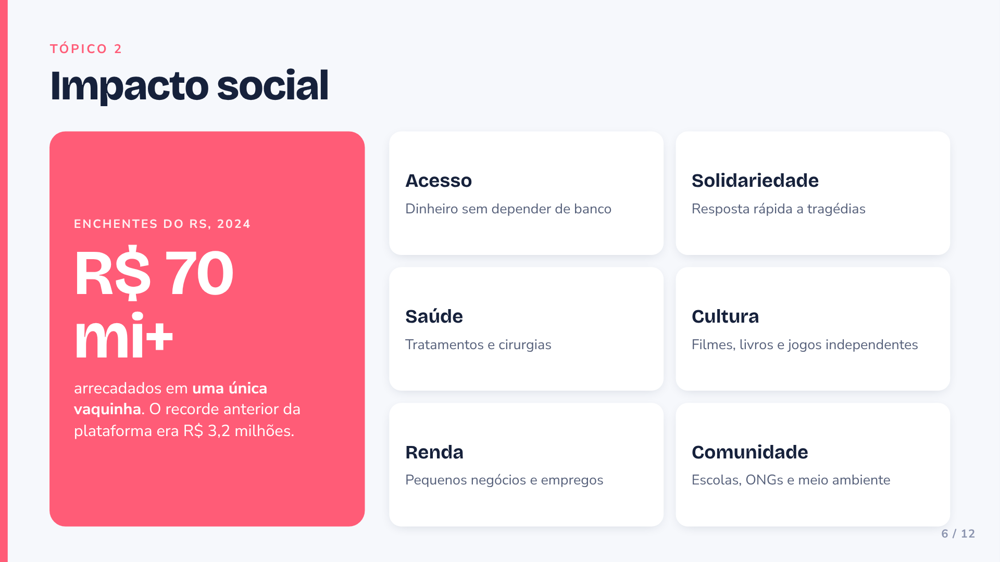 TÓPICO 2
Impacto social
ENCHENTES DO RS, 2024
R$ 70
mi+
arrecadados em uma única
vaquinha. O recorde anterior da
plataforma era R$ 3,2 milhões.
Acesso
Dinheiro sem depender de banco
Solidariedade
Resposta rápida a tragédias
Saúde
Tratamentos e cirurgias
Cultura
Filmes, livros e jogos independentes
Renda
Pequenos negócios e empregos
Comunidade
Escolas, ONGs e meio ambiente
6 / 12